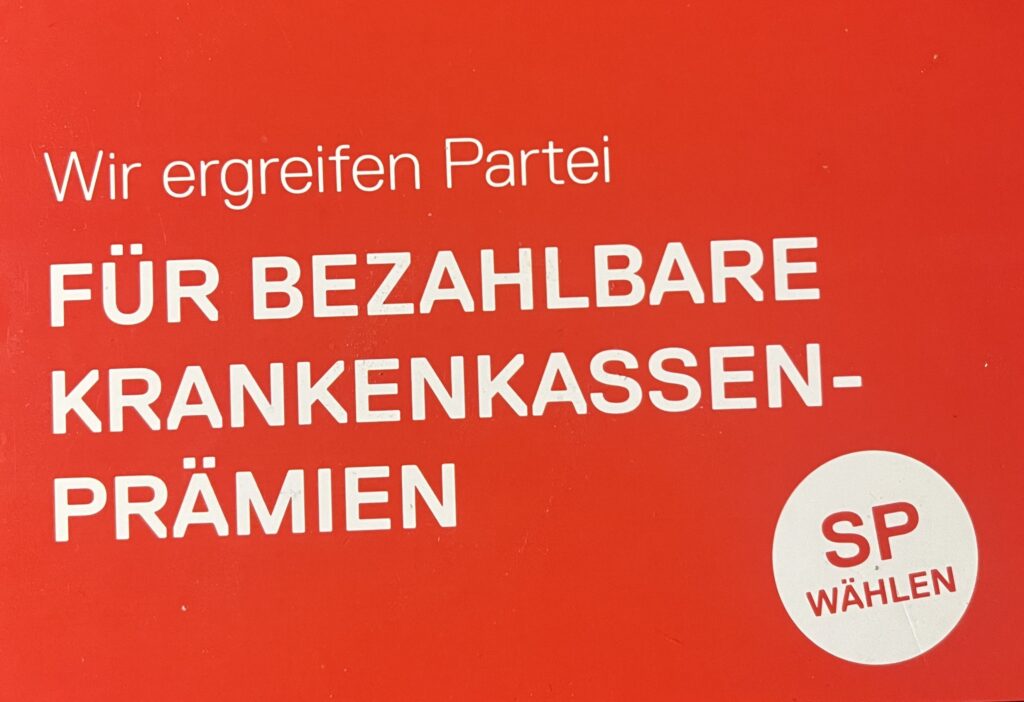 Wir ergreifen Partei
FÜR BEZAHLBARE
KRANKENKASSEN-
PRÄMIEN
SP
WÄHLEN